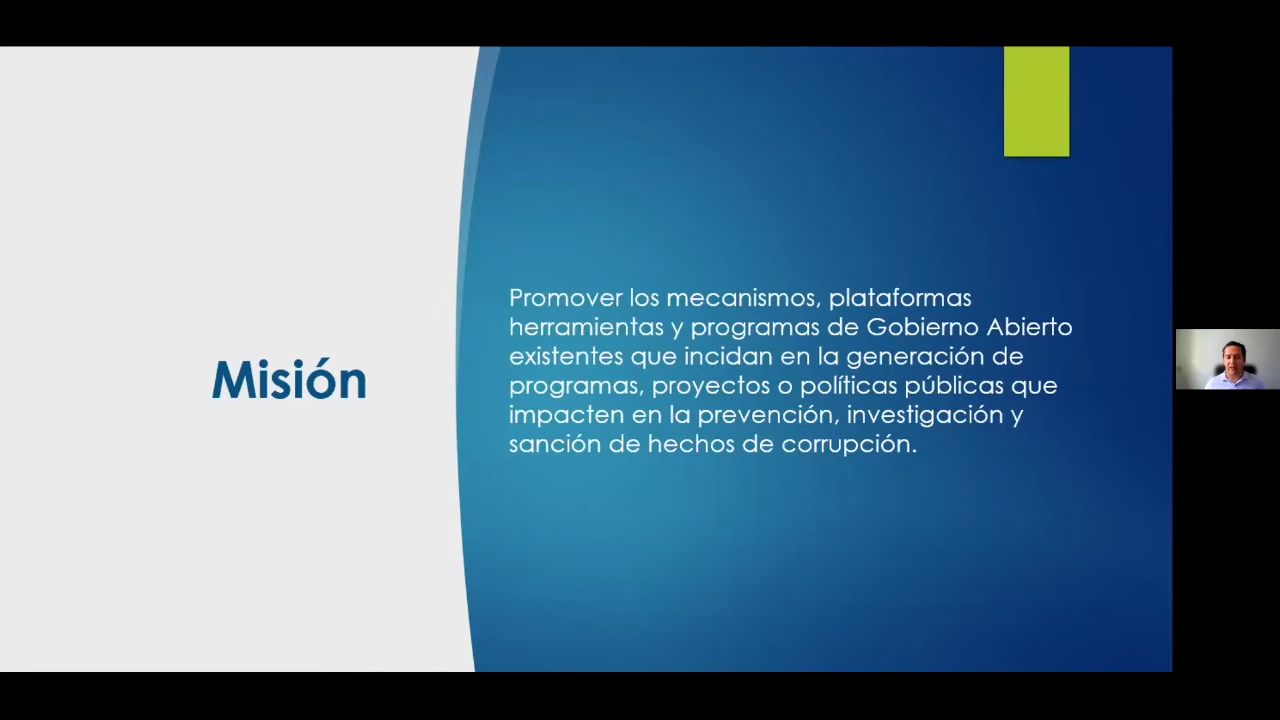 Misión
Promover los mecanismos, plataformas
herramientas y programas de Gobierno Abierto
existentes que incidan en la generación de
programas, proyectos o políticas públicas que
impacten en la prevención, investigación y
sanción de hechos de corrupción.